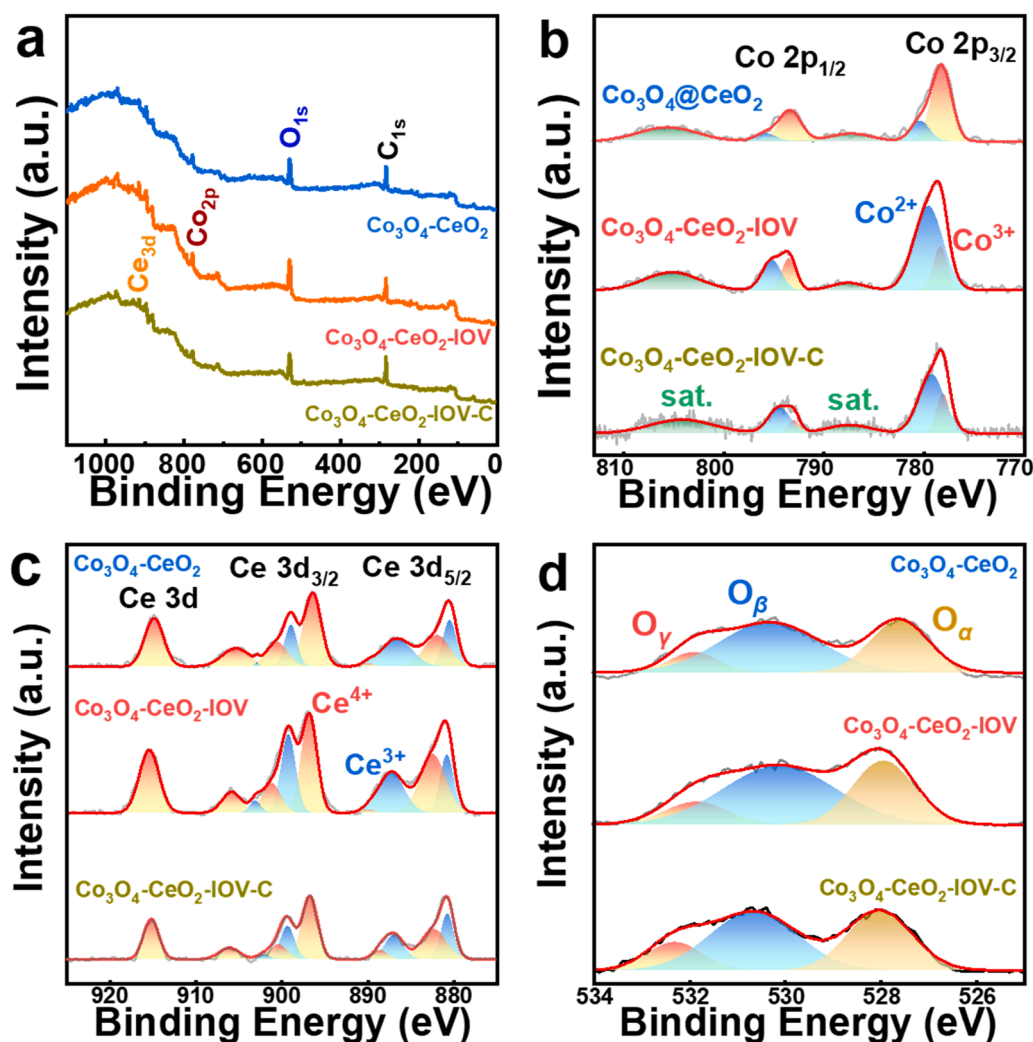 a
Intensity (a.u.)
O1s
C1s
Co3O4-CeO2
Co2p
Ce3d
Co3O4-CeO2-IOV
Co3O4-CeO2-IOV-C
1000 800 600 400 200 0
Binding Energy (eV)
b
Intensity (a.u.)
Co 2p1/2
Co 2p3/2
Co3O4@CeO2
Co3O4-CeO2-IOV
Co2+
Co3+
Co3O4-CeO2-IOV-C
sat.
sat.
810 800 790 780 770
Binding Energy (eV)
c
Intensity (a.u.)
Co3O4-CeO2
Ce 3d
Ce 3d3/2
Ce 3d5/2
Co3O4-CeO2-IOV
Ce4+
Ce3+
Co3O4-CeO2-IOV-C
920 910 900 890 880
Binding Energy (eV)
d
Intensity (a.u.)
Co3O4-CeO2
Oγ
Oβ
Oα
Co3O4-CeO2-IOV
Co3O4-CeO2-IOV-C
534 532 530 528 526
Binding Energy (eV)